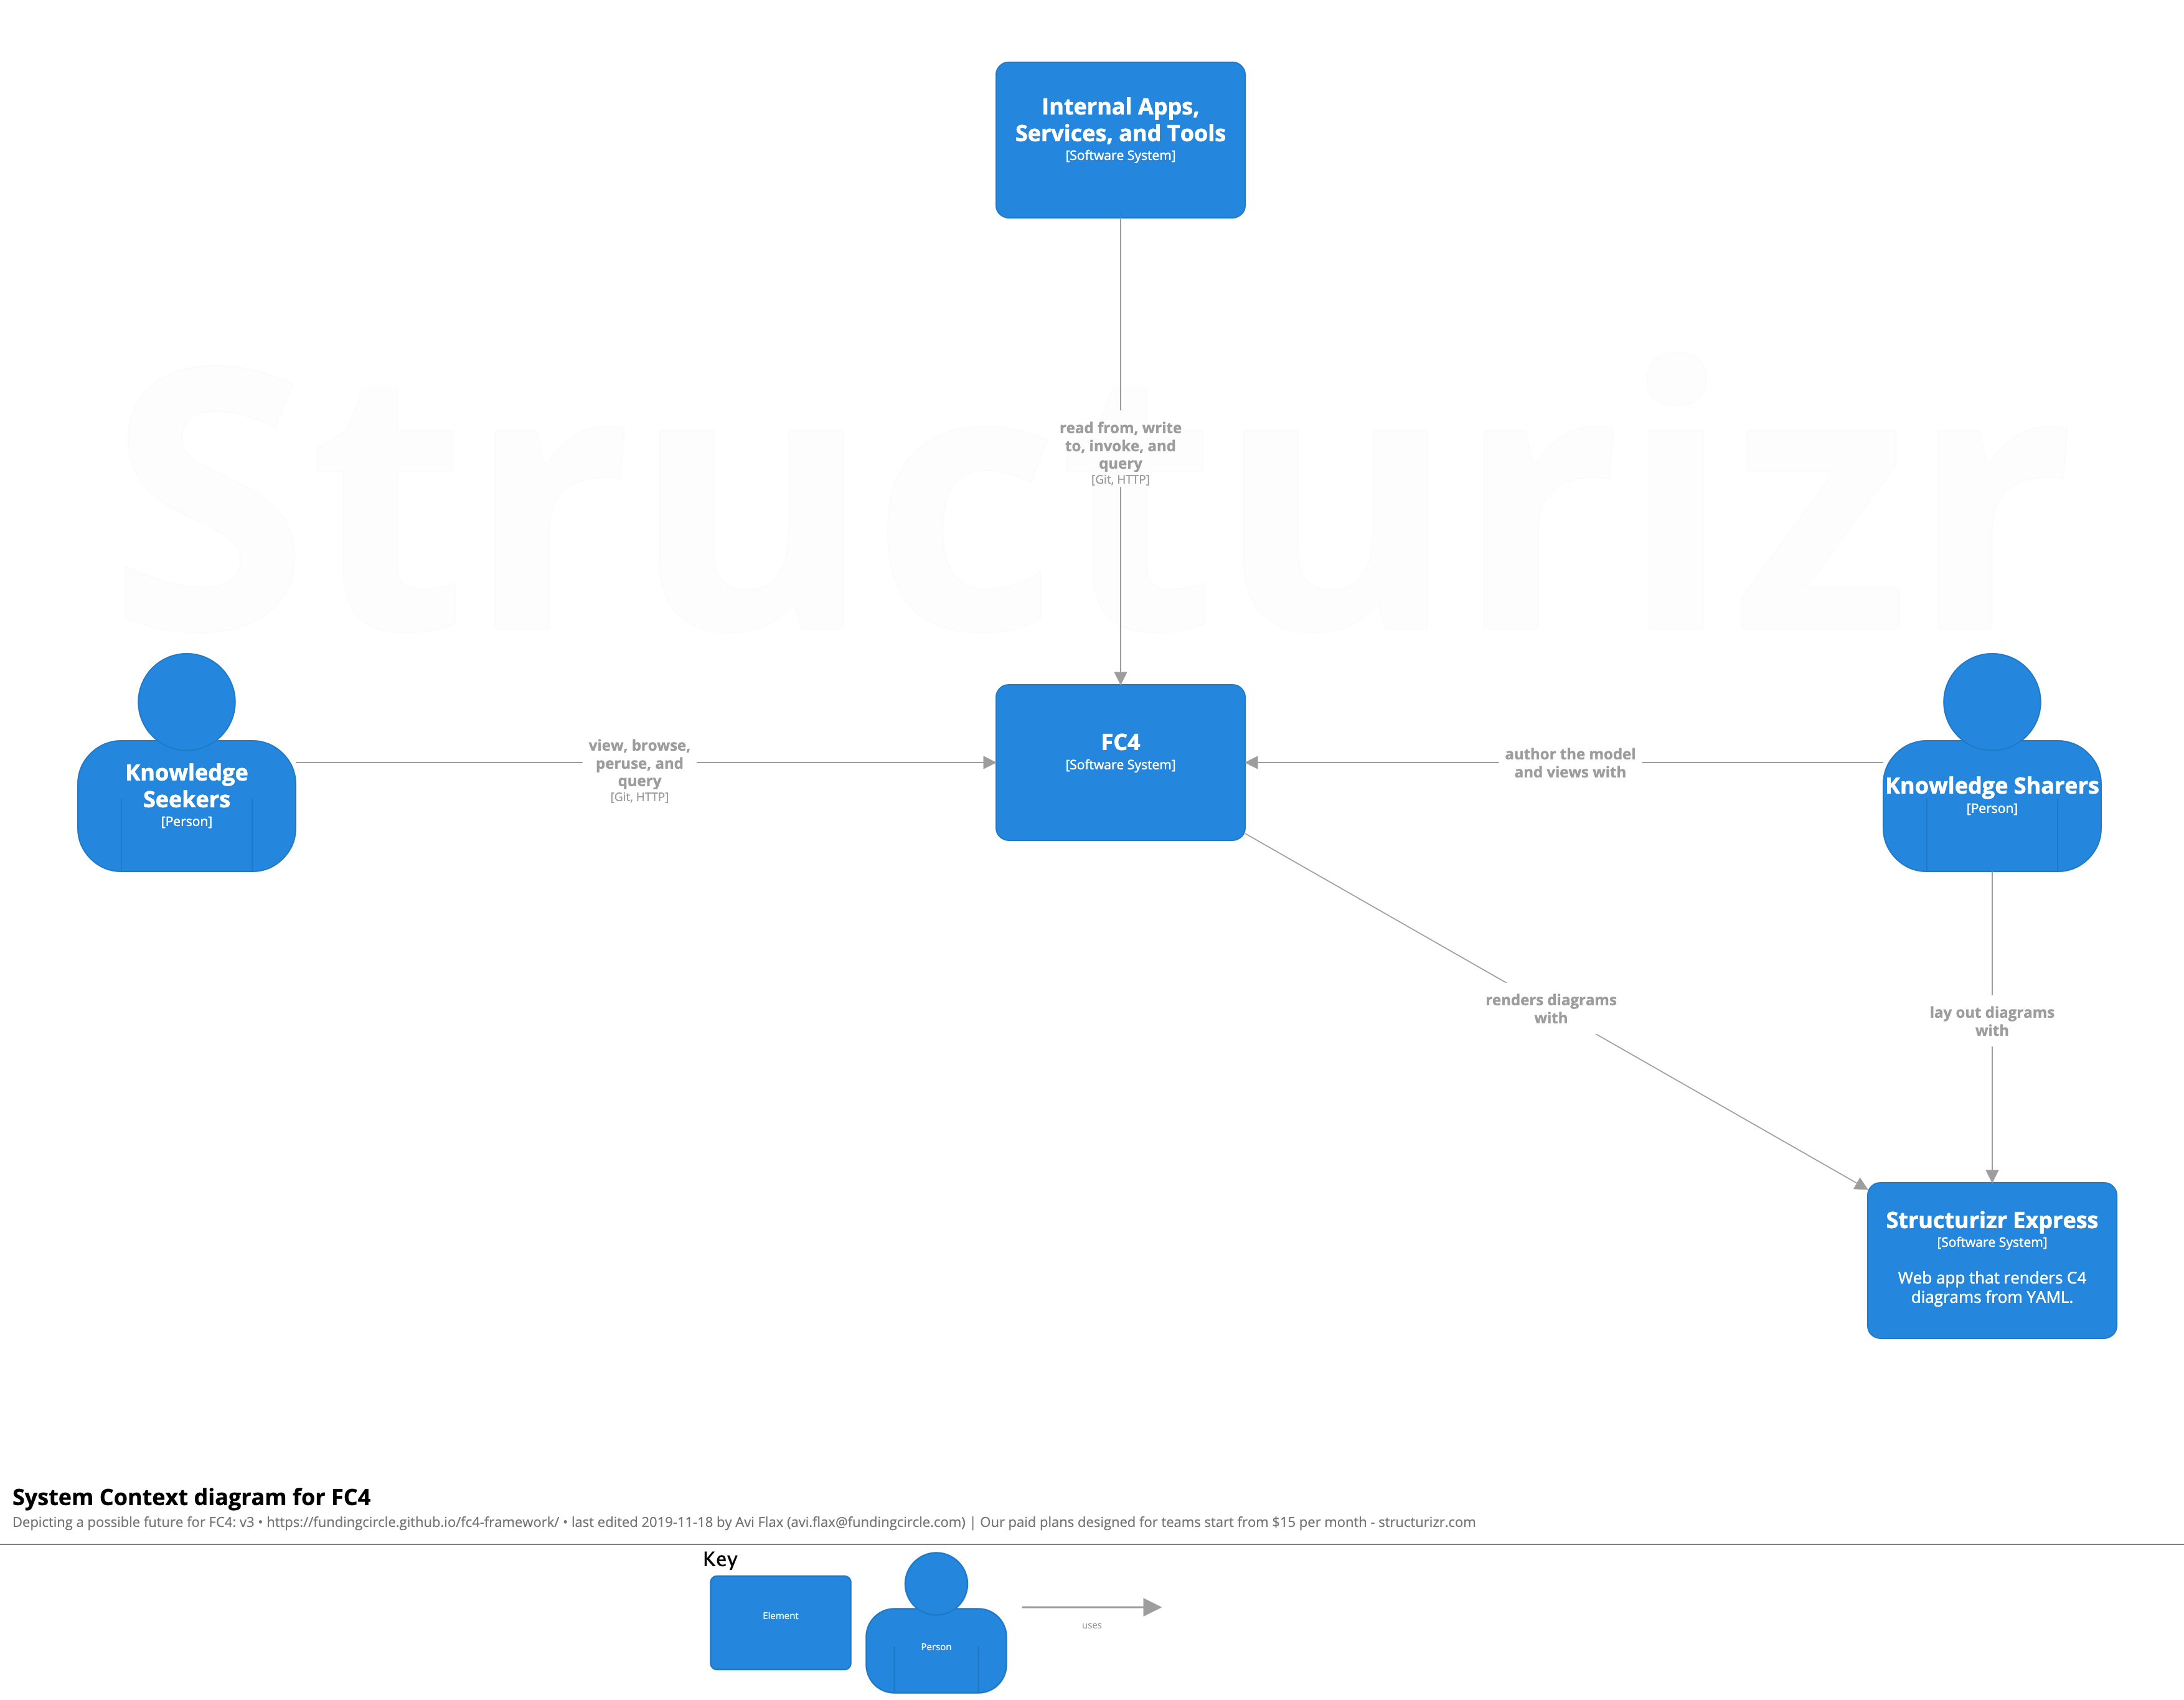 Internal Apps,
Services, and Tools
[Software System]
Structurizr
read from, write
to, invoke, and
query
[Git, HTTP]
Knowledge
Seekers
[Person]
view, browse,
peruse, and
query
[Git, HTTP]
FC4
[Software System]
author the model
and views with
Knowledge Sharers
[Person]
renders diagrams
with
lay out diagrams
with
Structurizr Express
[Software System]
Web app that renders C4
diagrams from YAML.
System Context diagram for FC4
Depicting a possible future for FC4: v3 • https://fundingcircle.github.io/fc4-framework/ • last edited 2019-11-18 by Avi Flax (avi.flax@fundingcircle.com) | Our paid plans designed for teams start from $15 per month - structurizr.com
Key
Element
Person
uses